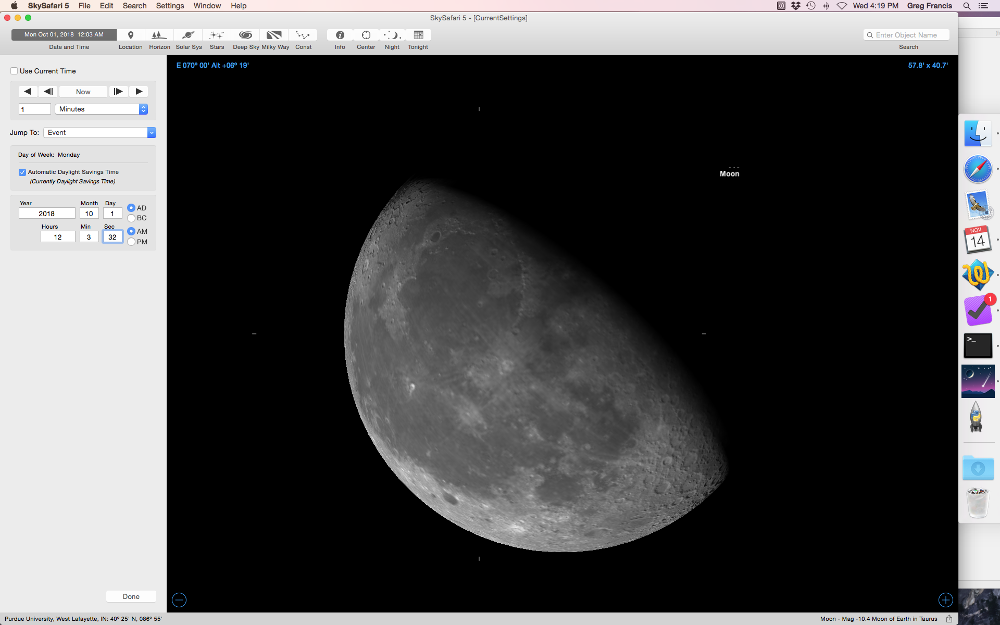 SkySafari 5 File Edit Search Settings Window Help Wed 4:19 PM Greg Francis
SkySafari 5 - [CurrentSettings]
Mon Oct 01, 2018 12:03 AM
Enter Object Name
Date and Time Location Horizon Solar Sys Stars Deep Sky Milky Way Const Info Center Night Tonight Search
Use Current Time
E 070° 00' Alt +06° 19'
57.8' x 40.7'
Now
1 Minutes
Jump To: Event
Day of Week: Monday
Automatic Daylight Savings Time
(Currently Daylight Savings Time)
Moon
Year Month Day
2018 10 1 AD
BC
Hours Min Sec
12 3 32 AM
PM
NOV
14
1
>_
Done
Purdue University, West Lafayette, IN: 40° 25' N, 086° 55'
Moon - Mag -10.4 Moon of Earth in Taurus